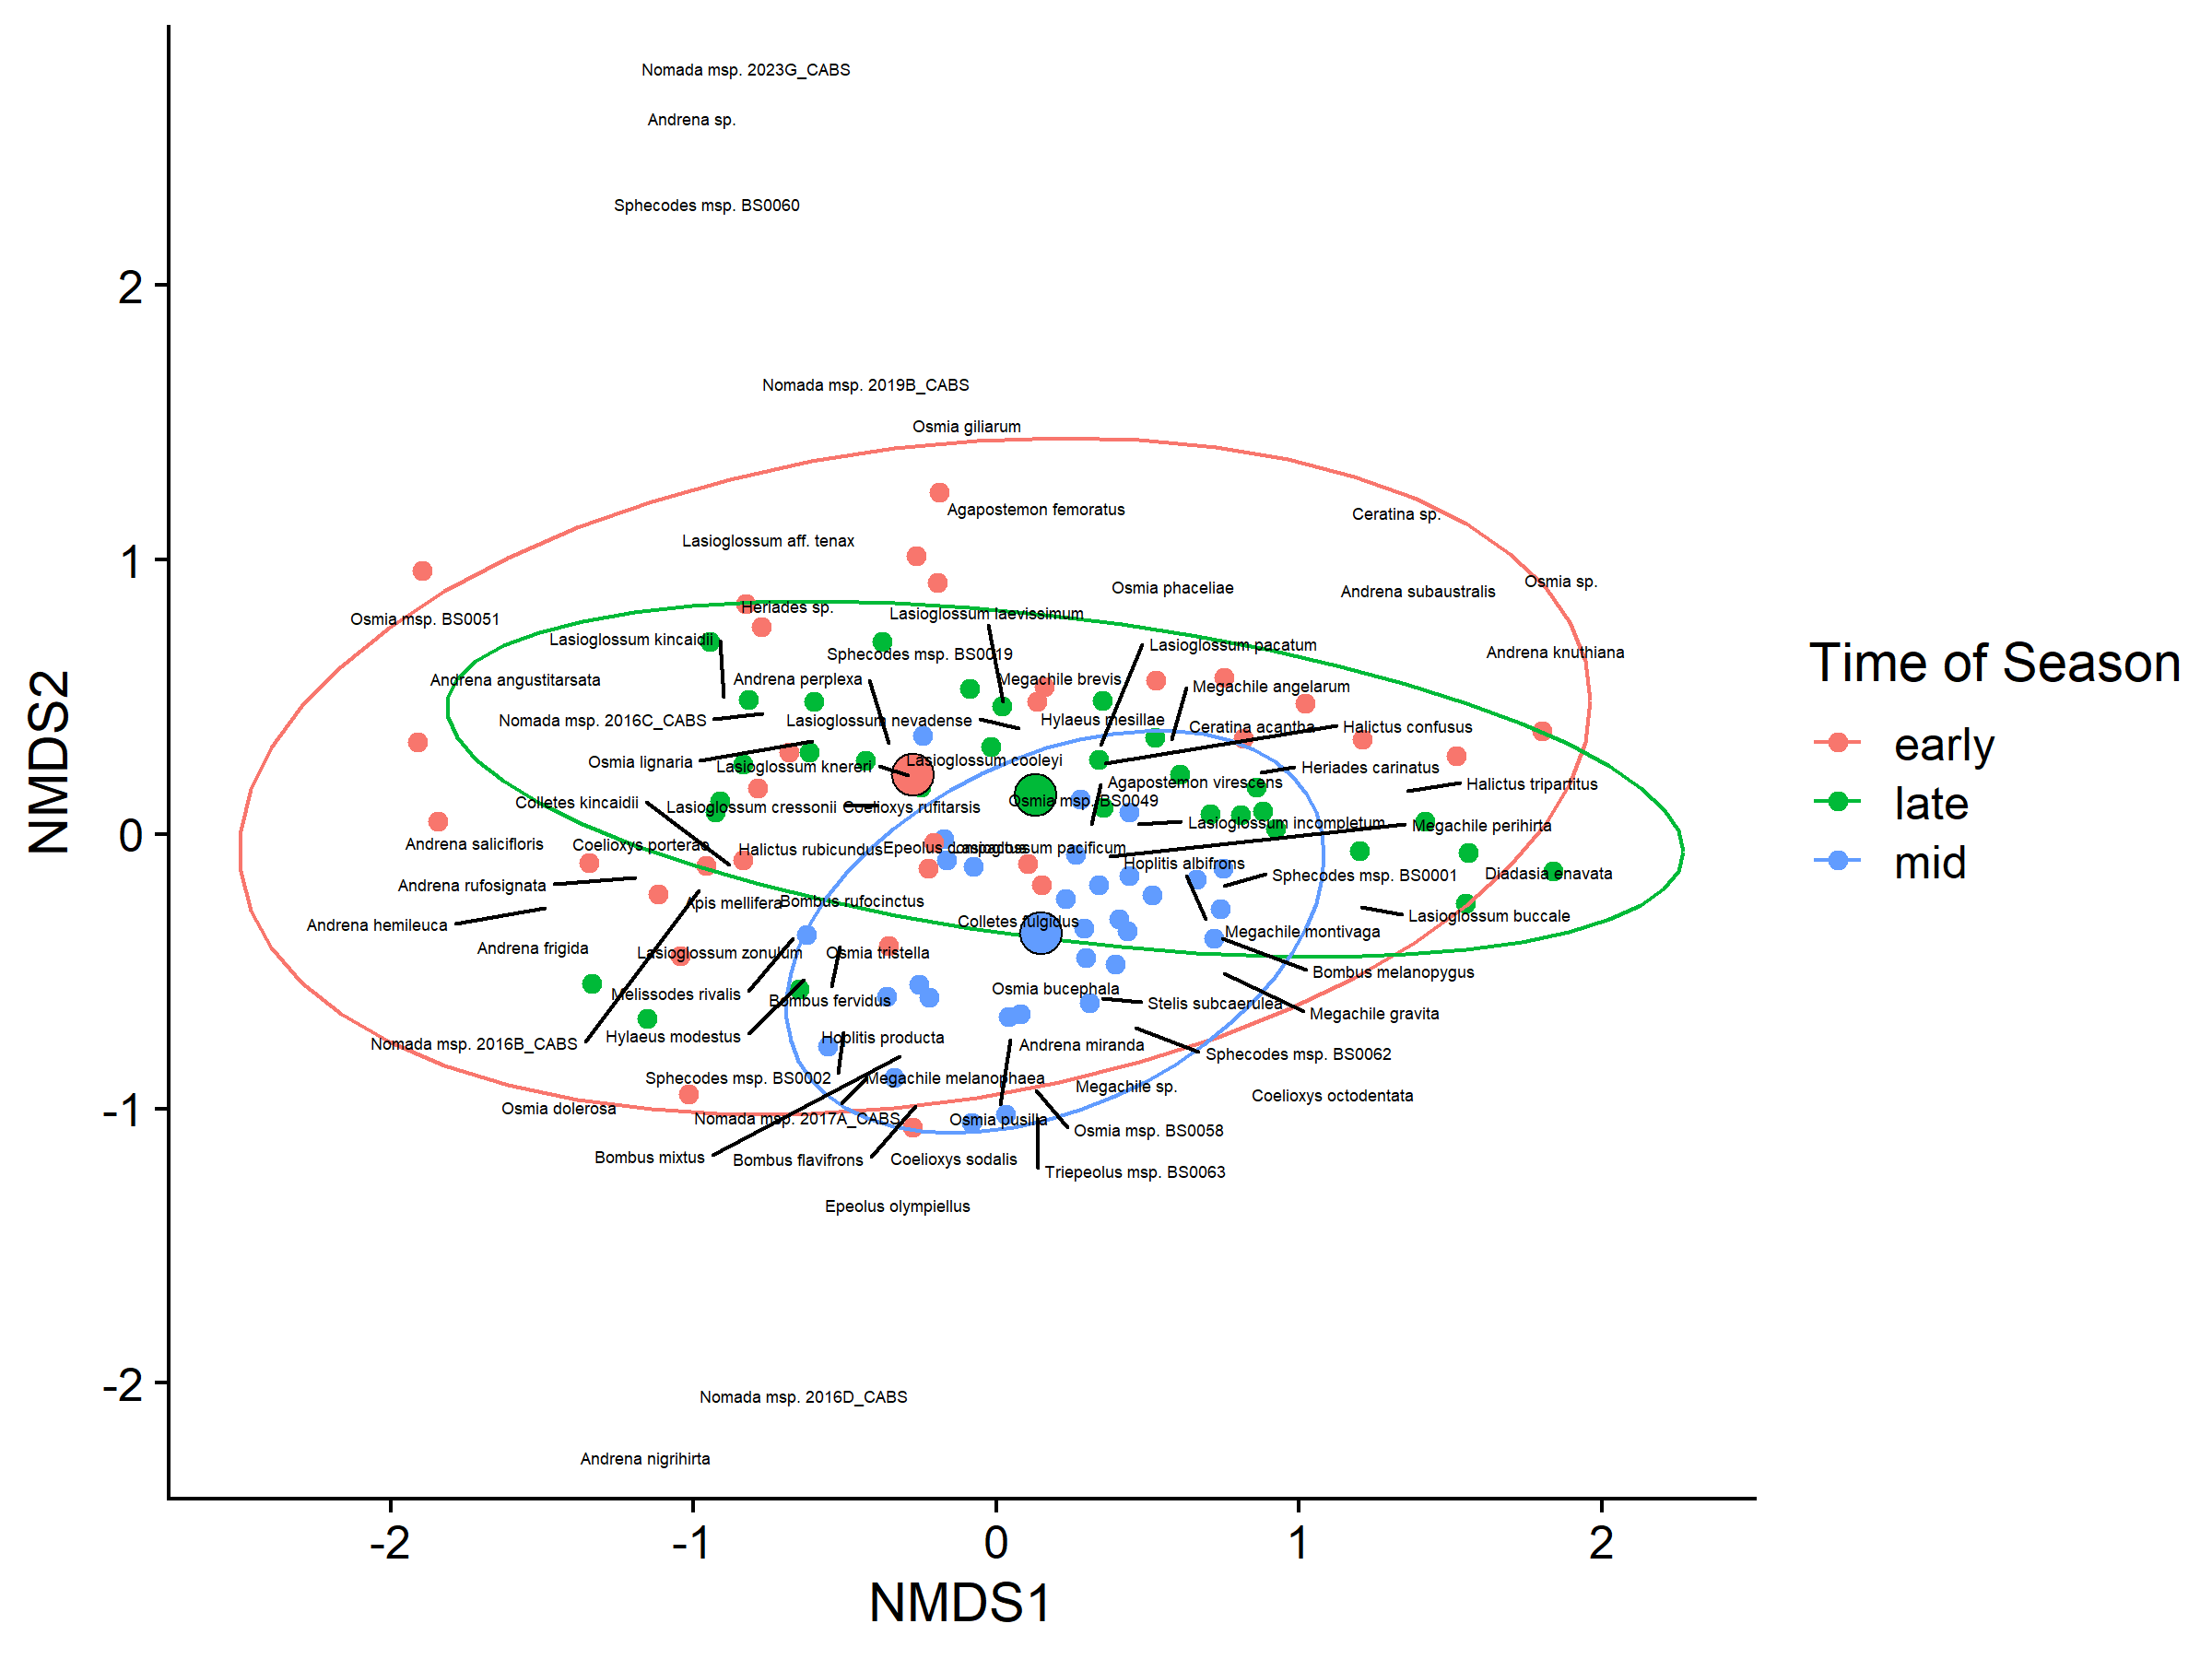 Nomada msp. 2023G_CABS
Andrena sp.
Sphecodes msp. BS0060
2
Nomada msp. 2019B_CABS
Osmia giliarum
Agapostemon femoratus
Ceratina sp.
Lasioglossum aff. tenax
1
Osmia sp.
Osmia phaceliae
Andrena subaustralis
Heriades sp.
Lasioglossum laevissimum
Osmia msp. BS0051
Lasioglossum kincaidii
Lasioglossum pacatum
Sphecodes msp. BS0019
Andrena knuthiana
Andrena angustitarsata
Andrena perplexa
Megachile brevis
Megachile angelarum
Nomada msp. 2016C_CABS
Lasioglossum nevadense
Hylaeus mesillae
Ceratina acantha
Halictus confusus
Osmia lignaria
Lasioglossum knereri
Lasioglossum cooleyi
Heriades carinatus
Agapostemon virescens
Halictus tripartitus
Colletes kincaidii
Lasioglossum cressonii
Coelioxys rufitarsis
Osmia msp. BS0049
Lasioglossum incompletum
Megachile perihirta
0
Andrena salicifloris
Coelioxys porterae
Halictus rubicundus
Epeolus compactus
Lasioglossum pacificum
Hoplitis albifrons
Sphecodes msp. BS0001
Diadasia enavata
Andrena rufosignata
Apis mellifera
Bombus rufocinctus
Lasioglossum buccale
Andrena hemileuca
Colletes fulgidus
Megachile montivaga
Andrena frigida
Lasioglossum zonulum
Osmia tristella
Bombus melanopygus
Melissodes rivalis
Bombus fervidus
Osmia bucephala
Stelis subcaerulea
Megachile gravita
Nomada msp. 2016B_CABS
Hylaeus modestus
Hoplitis producta
Andrena miranda
Sphecodes msp. BS0062
Sphecodes msp. BS0002
Megachile melanophaea
Megachile sp.
Coelioxys octodentata
-1
Osmia dolerosa
Nomada msp. 2017A_CABS
Osmia pusilla
Osmia msp. BS0058
Bombus mixtus
Bombus flavifrons
Coelioxys sodalis
Triepeolus msp. BS0063
Epeolus olympiellus
-2
Nomada msp. 2016D_CABS
Andrena nigrihirta
-2 -1 0 1 2
NMDS1
NMDS2
Time of Season
early
late
mid